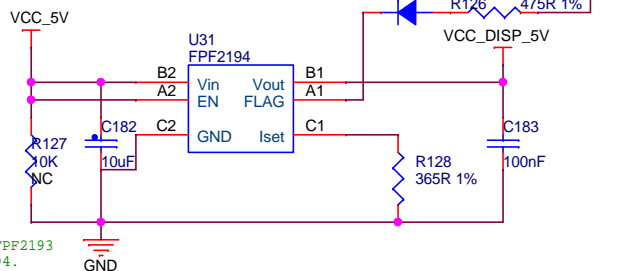 R126 475R 1%
VCC_5V
VCC_DISP_5V
U31
FPF2194
B2 Vin Vout B1
A2 EN FLAG A1
C2 GND Iset C1
C182
10uF
R127
10K
NC
R128
365R 1%
C183
100nF
FPF2193
94.
GND